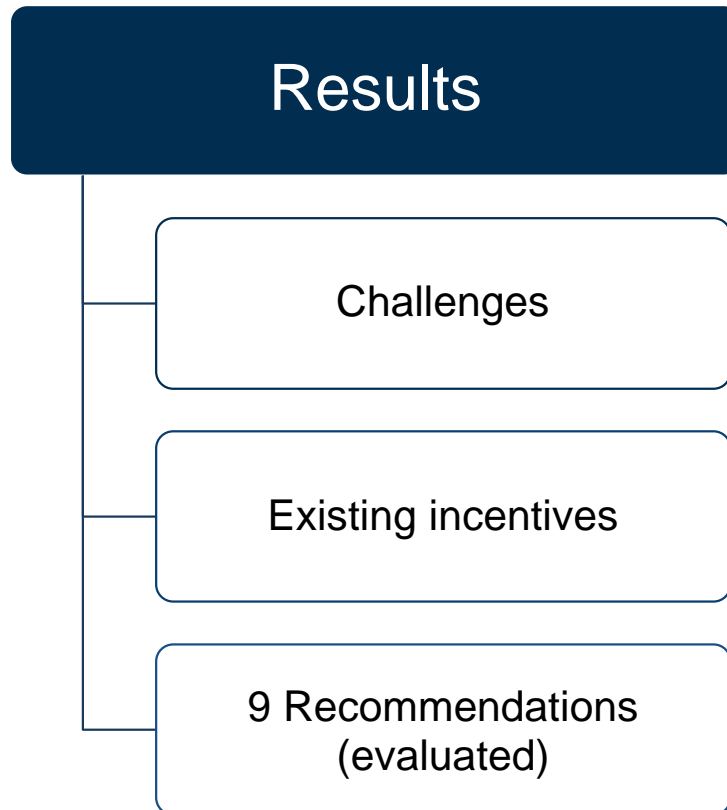 Results
Challenges
Existing incentives
9 Recommendations
(evaluated)